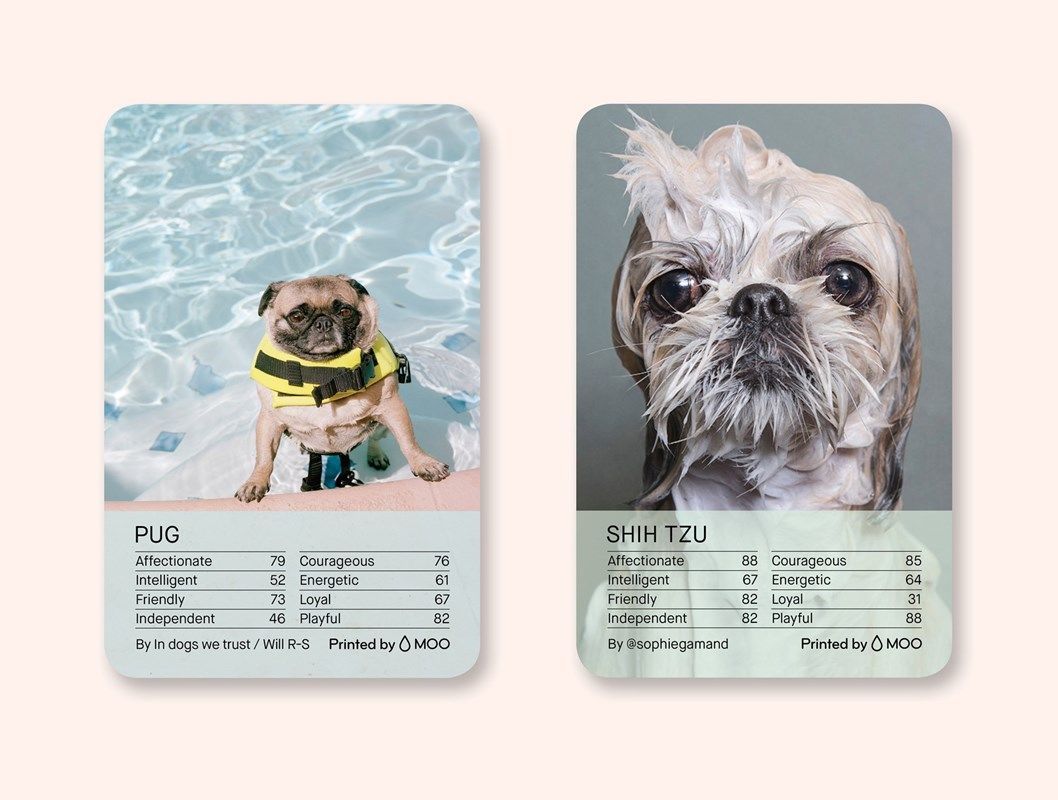 PUG
Affectionate 79 Courageous 76
Intelligent 52 Energetic 61
Friendly 73 Loyal 67
Independent 46 Playful 82
By In dogs we trust / Will R-S Printed by MOO
SHIH TZU
Affectionate 88 Courageous 85
Intelligent 67 Energetic 64
Friendly 82 Loyal 31
Independent 82 Playful 88
By @sophiegamand Printed by MOO